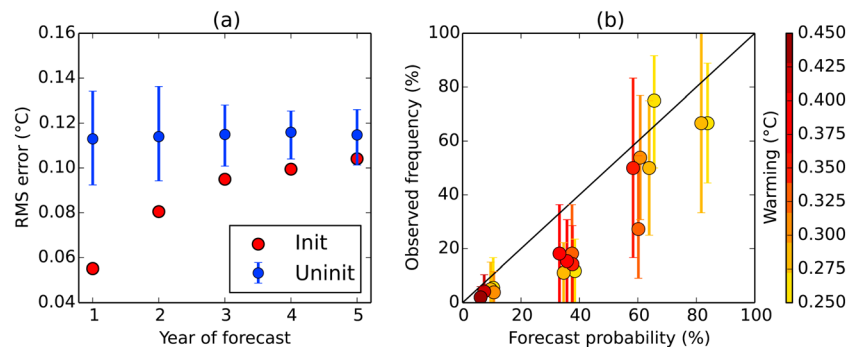 (a)
0.16
0.14
0.12
0.10
0.08
0.06
0.04
RMS error (°C)
1 2 3 4 5
Year of forecast
Init
Uninit
(b)
100
80
60
40
20
0
Observed frequency (%)
0 20 40 60 80 100
Forecast probability (%)
0.450
0.425
0.400
0.375
0.350
0.325
0.300
0.275
0.250
Warming (°C)